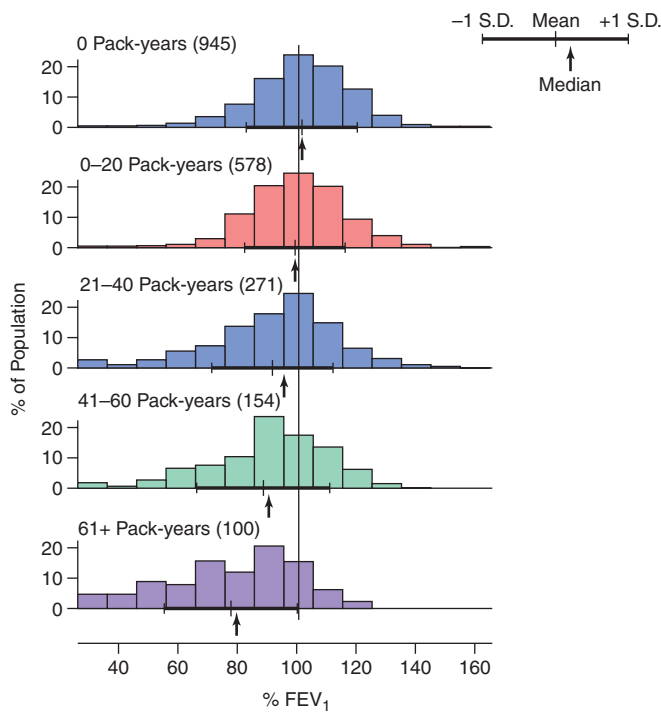 −1 S.D. Mean +1 S.D.
Median
0 Pack-years (945)
20
10
0
0–20 Pack-years (578)
20
10
0
21–40 Pack-years (271)
20
10
0
41–60 Pack-years (154)
20
10
0
61+ Pack-years (100)
20
10
0
% of Population
40 60 80 100 120 140 160
% FEV₁